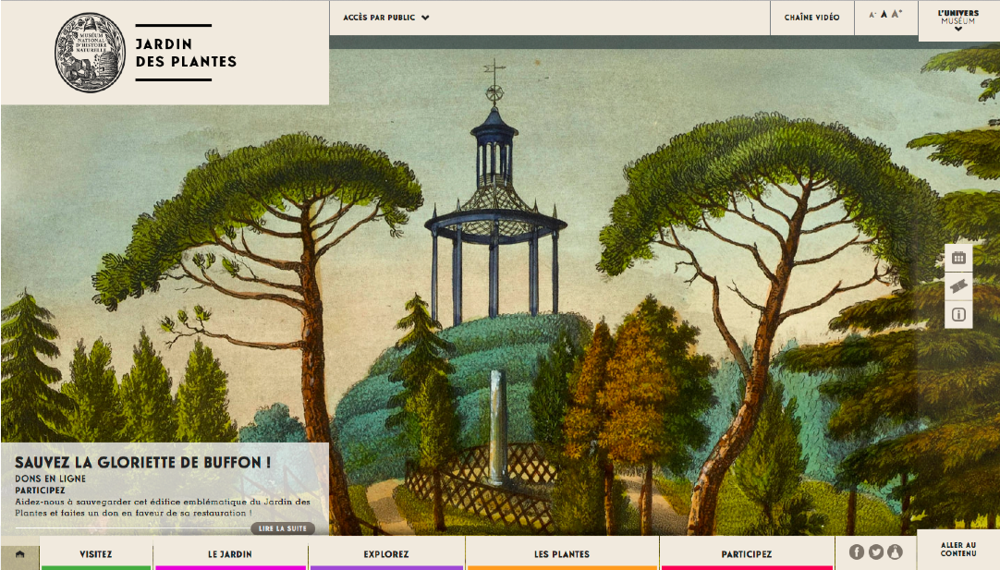 MUSÉUM
NATIONAL
D'HISTOIRE
NATURELLE
JARDIN
DES PLANTES
ACCÈS PAR PUBLIC
CHAÎNE VIDÉO
A- A A+
L'UNIVERS
MUSÉUM
SAUVEZ LA GLORIETTE DE BUFFON !
DONS EN LIGNE
PARTICIPEZ
Aidez-nous à sauvegarder cet édifice emblématique du Jardin des
Plantes et faites un don en faveur de sa restauration !
LIRE LA SUITE
VISITEZ
LE JARDIN
EXPLOREZ
LES PLANTES
PARTICIPEZ
ALLER AU
CONTENU